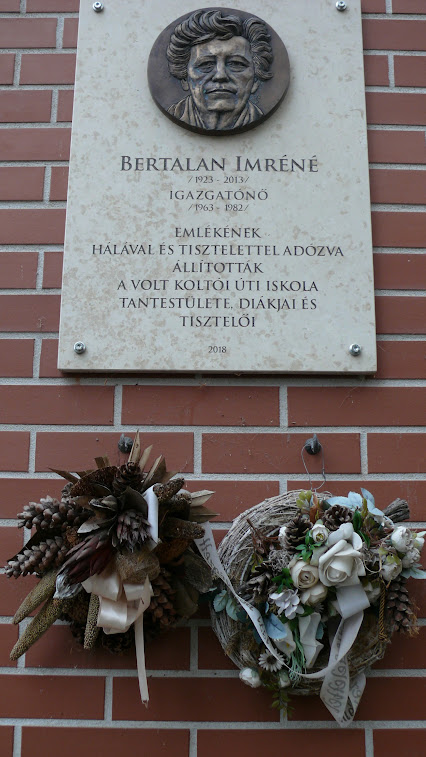 BERTALAN IMRÉNÉ
/1923 - 2013/
IGAZGATÓNŐ
/1963 - 1982/
EMLÉKÉNEK
HÁLÁVAL ÉS TISZTELETTEL ADÓZVA
ÁLLÍTOTTÁK
A VOLT KOLTÓI ÚTI ISKOLA
TANTESTÜLETE, DIÁKJAI ÉS
TISZTELŐI
2018